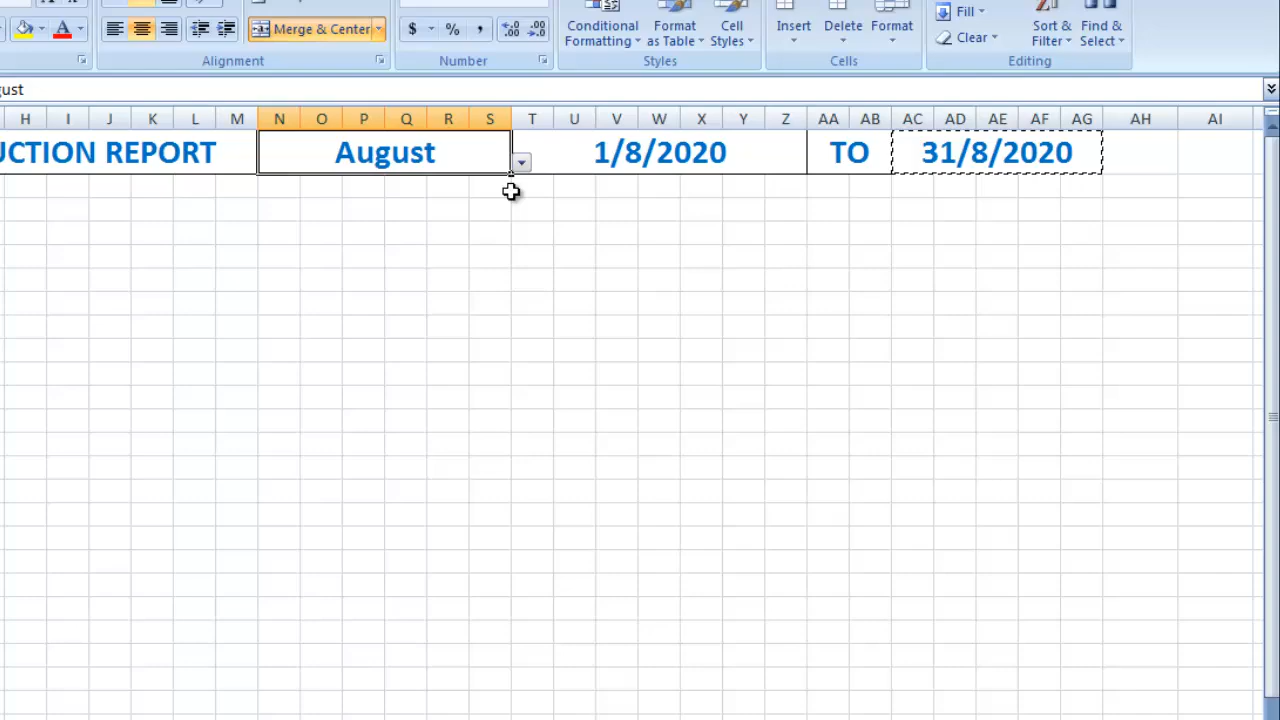 Merge & Center
$ % ,
Conditional Formatting
Format as Table
Cell Styles
Insert
Delete
Format
Fill
Clear
Sort & Filter
Find & Select
Alignment
Number
Styles
Cells
Editing
gust
H I J K L M N O P Q R S T U V W X Y Z AA AB AC AD AE AF AG AH AI
UCTION REPORT August 1/8/2020 TO 31/8/2020